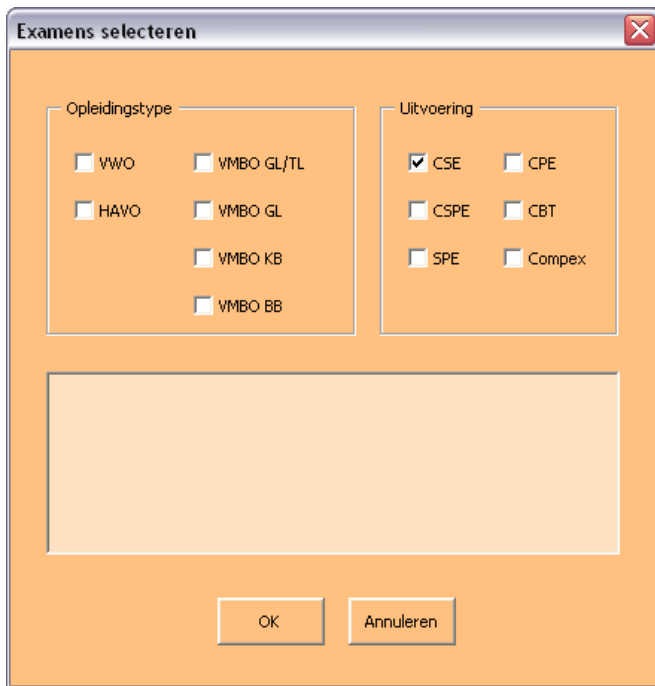 Examens selecteren
Opleidingstype
VWO
VMBO GL/TL
HAVO
VMBO GL
VMBO KB
VMBO BB
Uitvoering
CSE
CPE
CSPE
CBT
SPE
Compex
OK
Annuleren